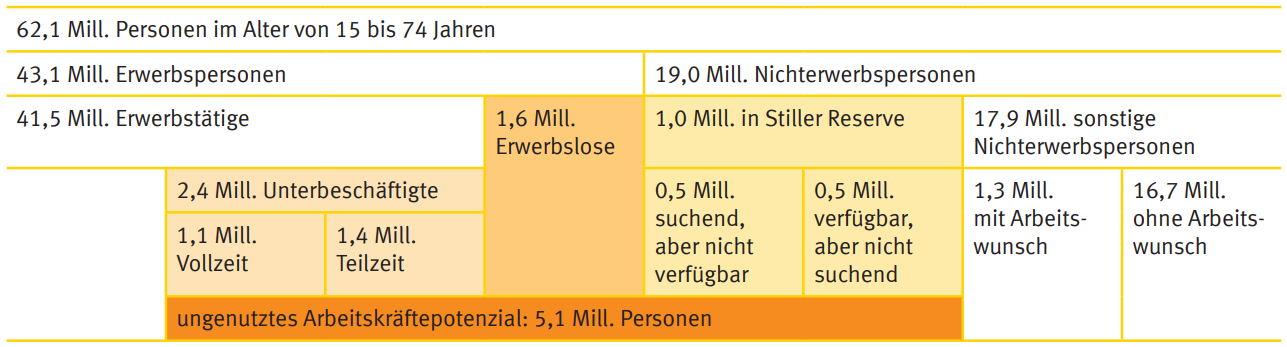 62,1 Mill. Personen im Alter von 15 bis 74 Jahren
43,1 Mill. Erwerbspersonen
19,0 Mill. Nichterwerbspersonen
41,5 Mill. Erwerbstätige
1,6 Mill.
Erwerbslose
1,0 Mill. in Stiller Reserve
17,9 Mill. sonstige
Nichterwerbspersonen
2,4 Mill. Unterbeschäftigte
1,1 Mill.
Vollzeit
1,4 Mill.
Teilzeit
0,5 Mill.
suchend,
aber nicht
verfügbar
0,5 Mill.
verfügbar,
aber nicht
suchend
1,3 Mill.
mit Arbeits-
wunsch
16,7 Mill.
ohne Arbeits-
wunsch
ungenutztes Arbeitskräftepotenzial: 5,1 Mill. Personen